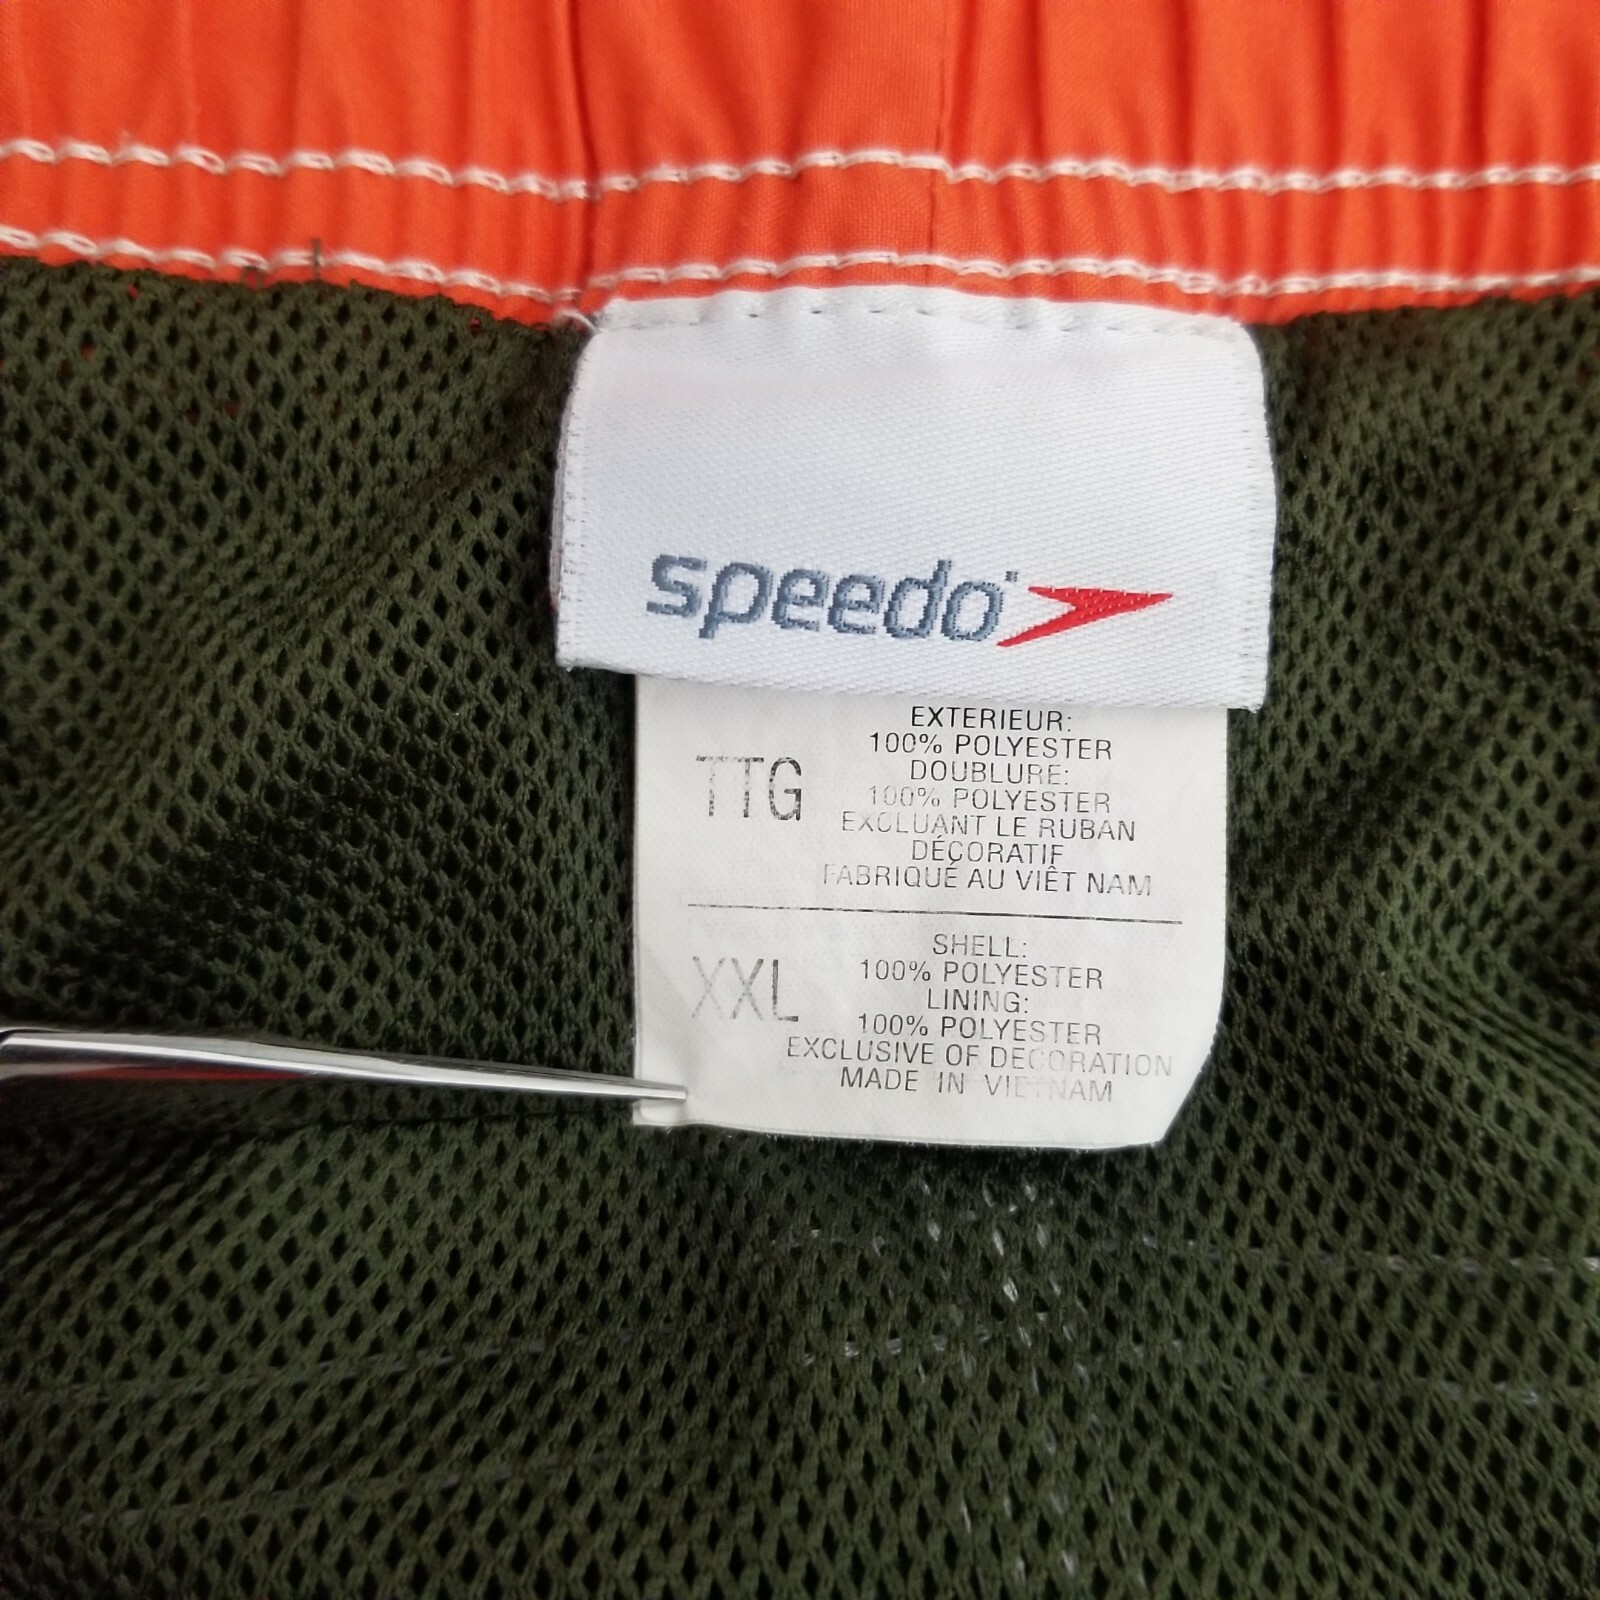 speedo
TTG
EXTERIEUR:
100% POLYESTER
DOUBLURE:
100% POLYESTER
EXCLUANT LE RUBAN
DÉCORATIF
FABRIQUÉ AU VIÊT NAM
XXL
SHELL:
100% POLYESTER
LINING:
100% POLYESTER
EXCLUSIVE OF DECORATION
MADE IN VIETNAM